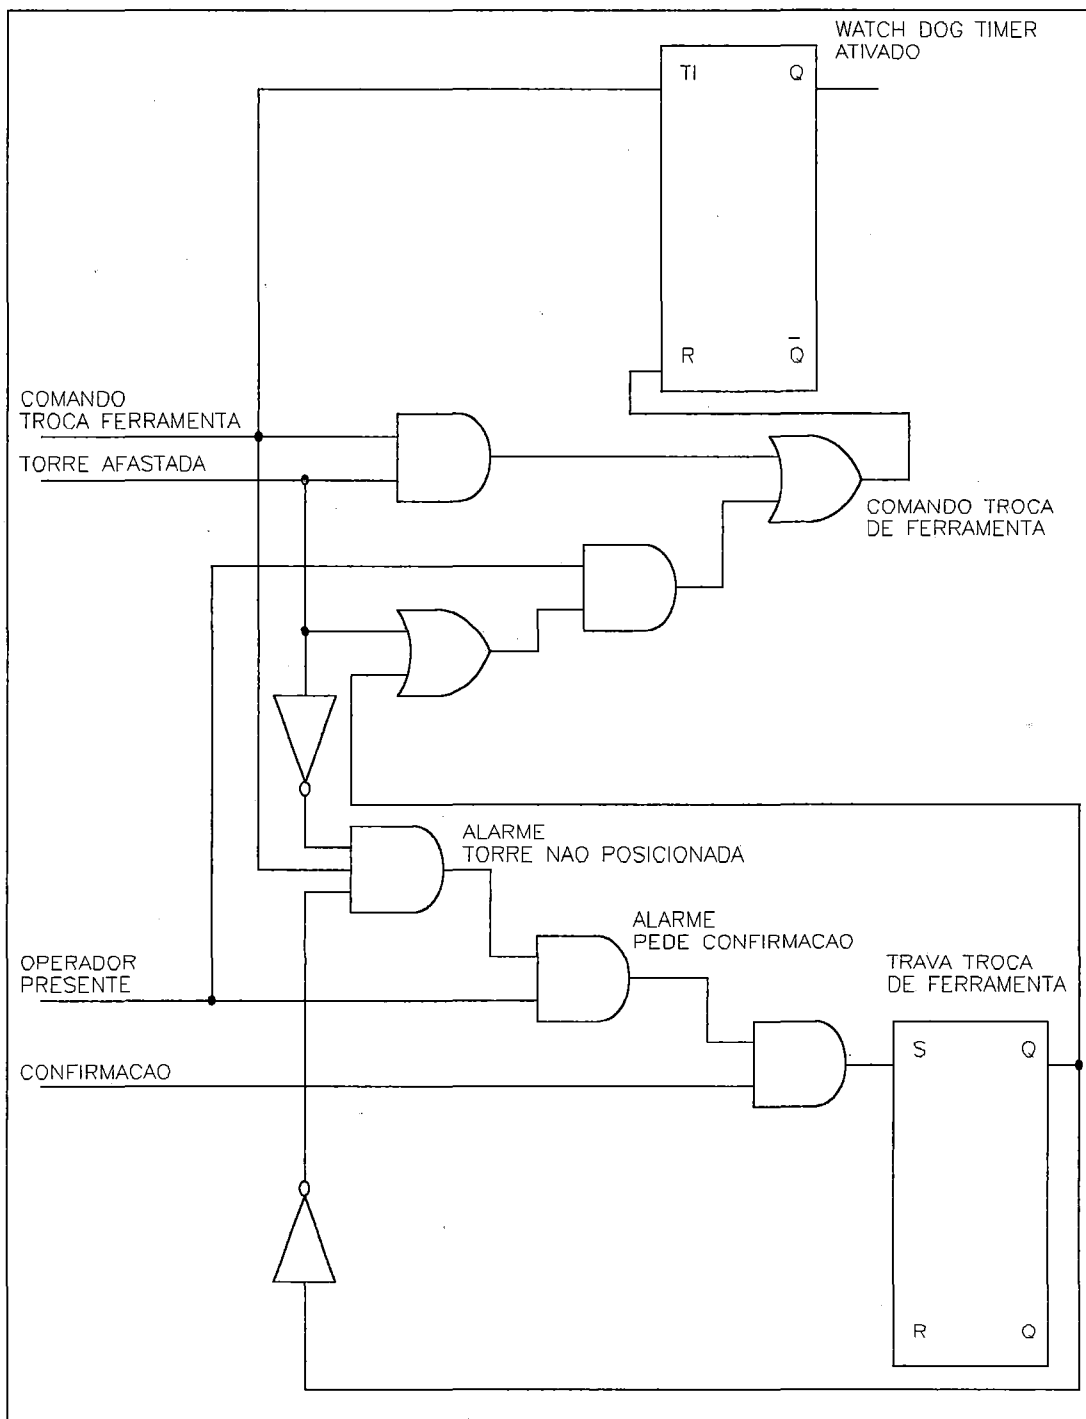 WATCH DOG TIMER
ATIVADO
TI
Q
R
Q
COMANDO
TROCA FERRAMENTA
TORRE AFASTADA
COMANDO TROCA
DE FERRAMENTA
ALARME
TORRE NAO POSICIONADA
ALARME
PEDE CONFIRMACAO
OPERADOR
PRESENTE
TRAVA TROCA
DE FERRAMENTA
S
Q
CONFIRMACAO
R
Q